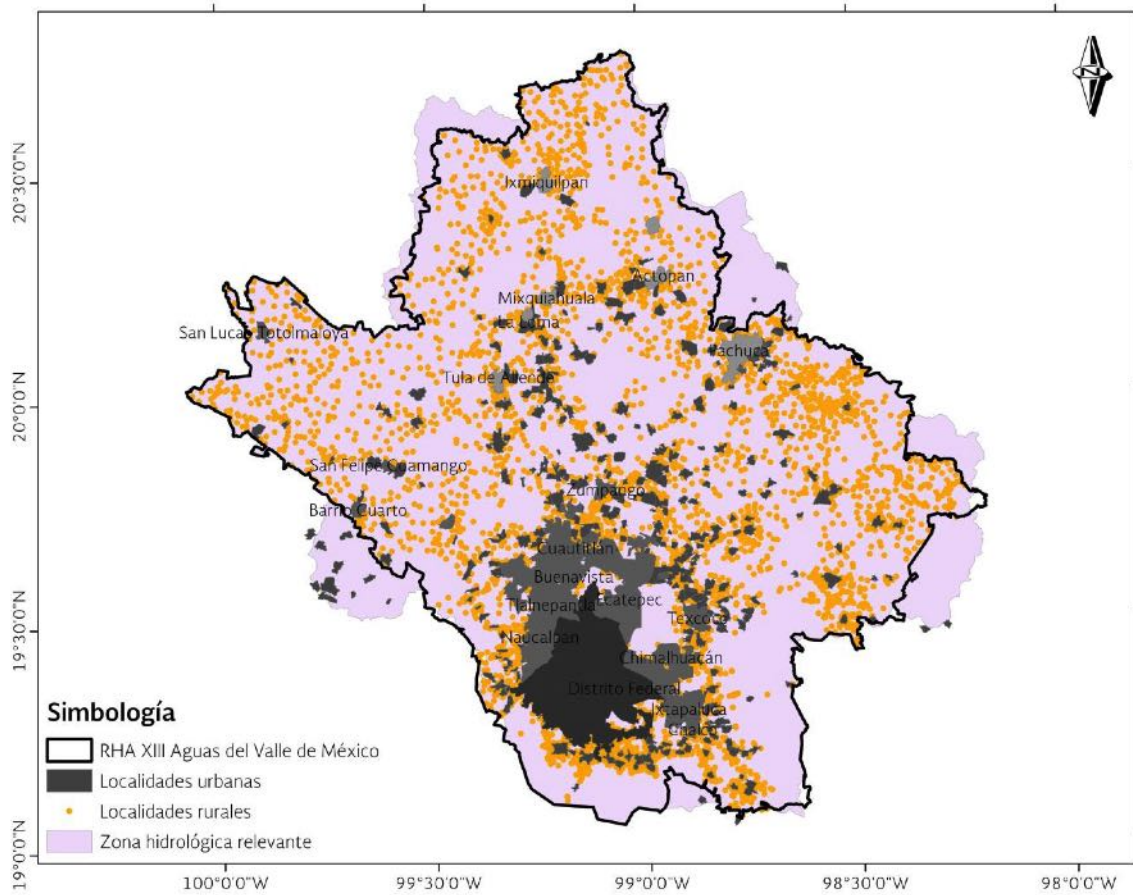 20°30'0"N
20°0'0"N
19°30'0"N
19°0'0"N
N
Ixmiquilpan
Actopan
Mixquiahuala
La Loma
San Lucas Totolmaloya
Pachuca
Tula de Allende
San Felipe Coamango
Zumpango
Barrio Cuarto
Cuautitlán
Buenavista
Tlalnepantla
Ecatepec
Texcoco
Naucalpan
Chimalhuacán
Distrito Federal
Ixtapaluca
Chalco
Simbología
RHA XIII Aguas del Valle de México
Localidades urbanas
Localidades rurales
Zona hidrológica relevante
100°0'0"W
99°30'0"W
99°0'0"W
98°30'0"W
98°0'0"W